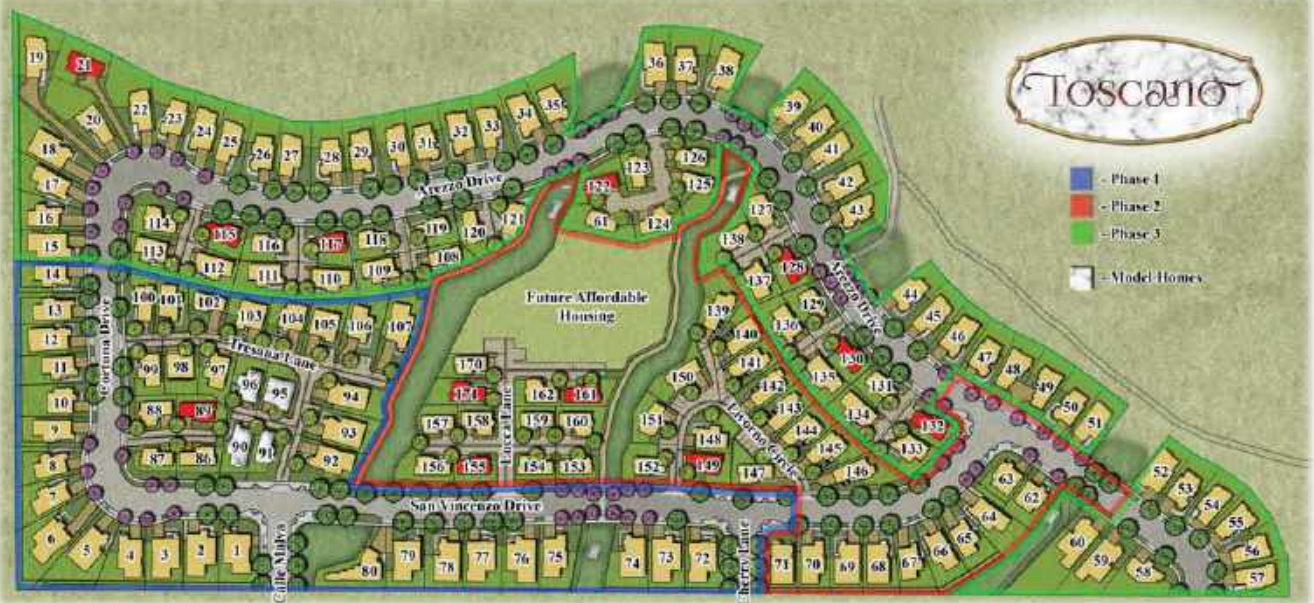 Toscano
- Phase 1
- Phase 2
- Phase 3
- Model Homes
36 37 38
19 21
22 23 24 25 26 27 28 29 30 31 32 33 34 35
39
40
41
42
43
20
18
17
16
15
Arezzo Drive
123 126
122 125
61 124
114 115 116 117 118 119 120 121
113 112 111 110 109 108
127
138
128
137
Arezzo Drive
129
136
130
135
131
134
132
133
44
45
46
47
48
49
50
51
14
13
12
11
10
9
8
7
6
5
Cortona Drive
100 101 102 103 104 105 106 107
Tresana Lane
99 98 97 96 95 94
88 89 90 91 93
87 86 92
Future Affordable
Housing
170
171 162 161
157 158 159 160
156 155 154 153
Lucca Lane
139
140
141
142
143
144
145
146
150
151
148
152 149 147
Livorno Circle
63 62
64
65
66
67
52
53
54
55
56
57
60
59
58
San Vincenzo Drive
4 3 2 1
Calle Malva
80 79 78 77 76 75
74 73 72
Cherry Lane
71 70 69 68